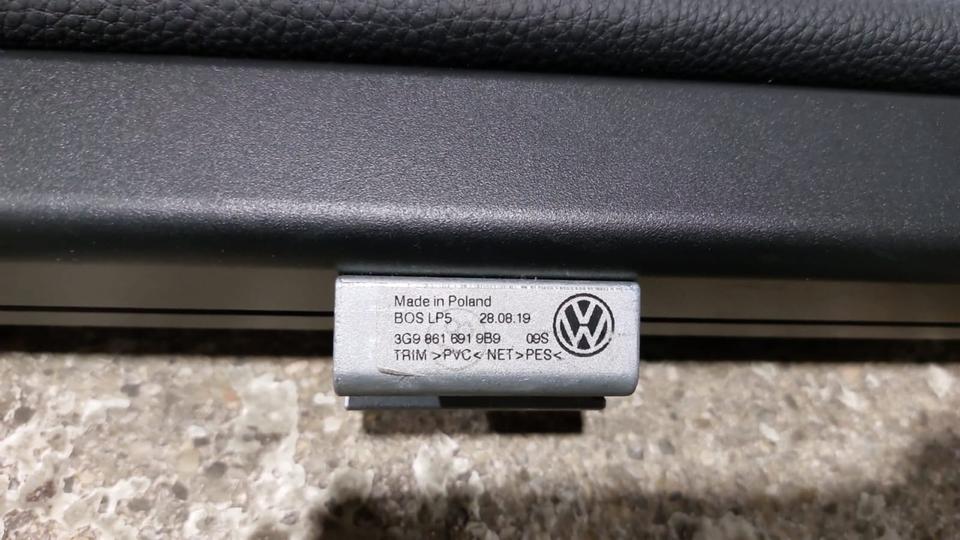 Made in Poland
BOS LP5 28.08.19
3G9 861 691 9B9 09S
TRIM >PVC< NET>PES<